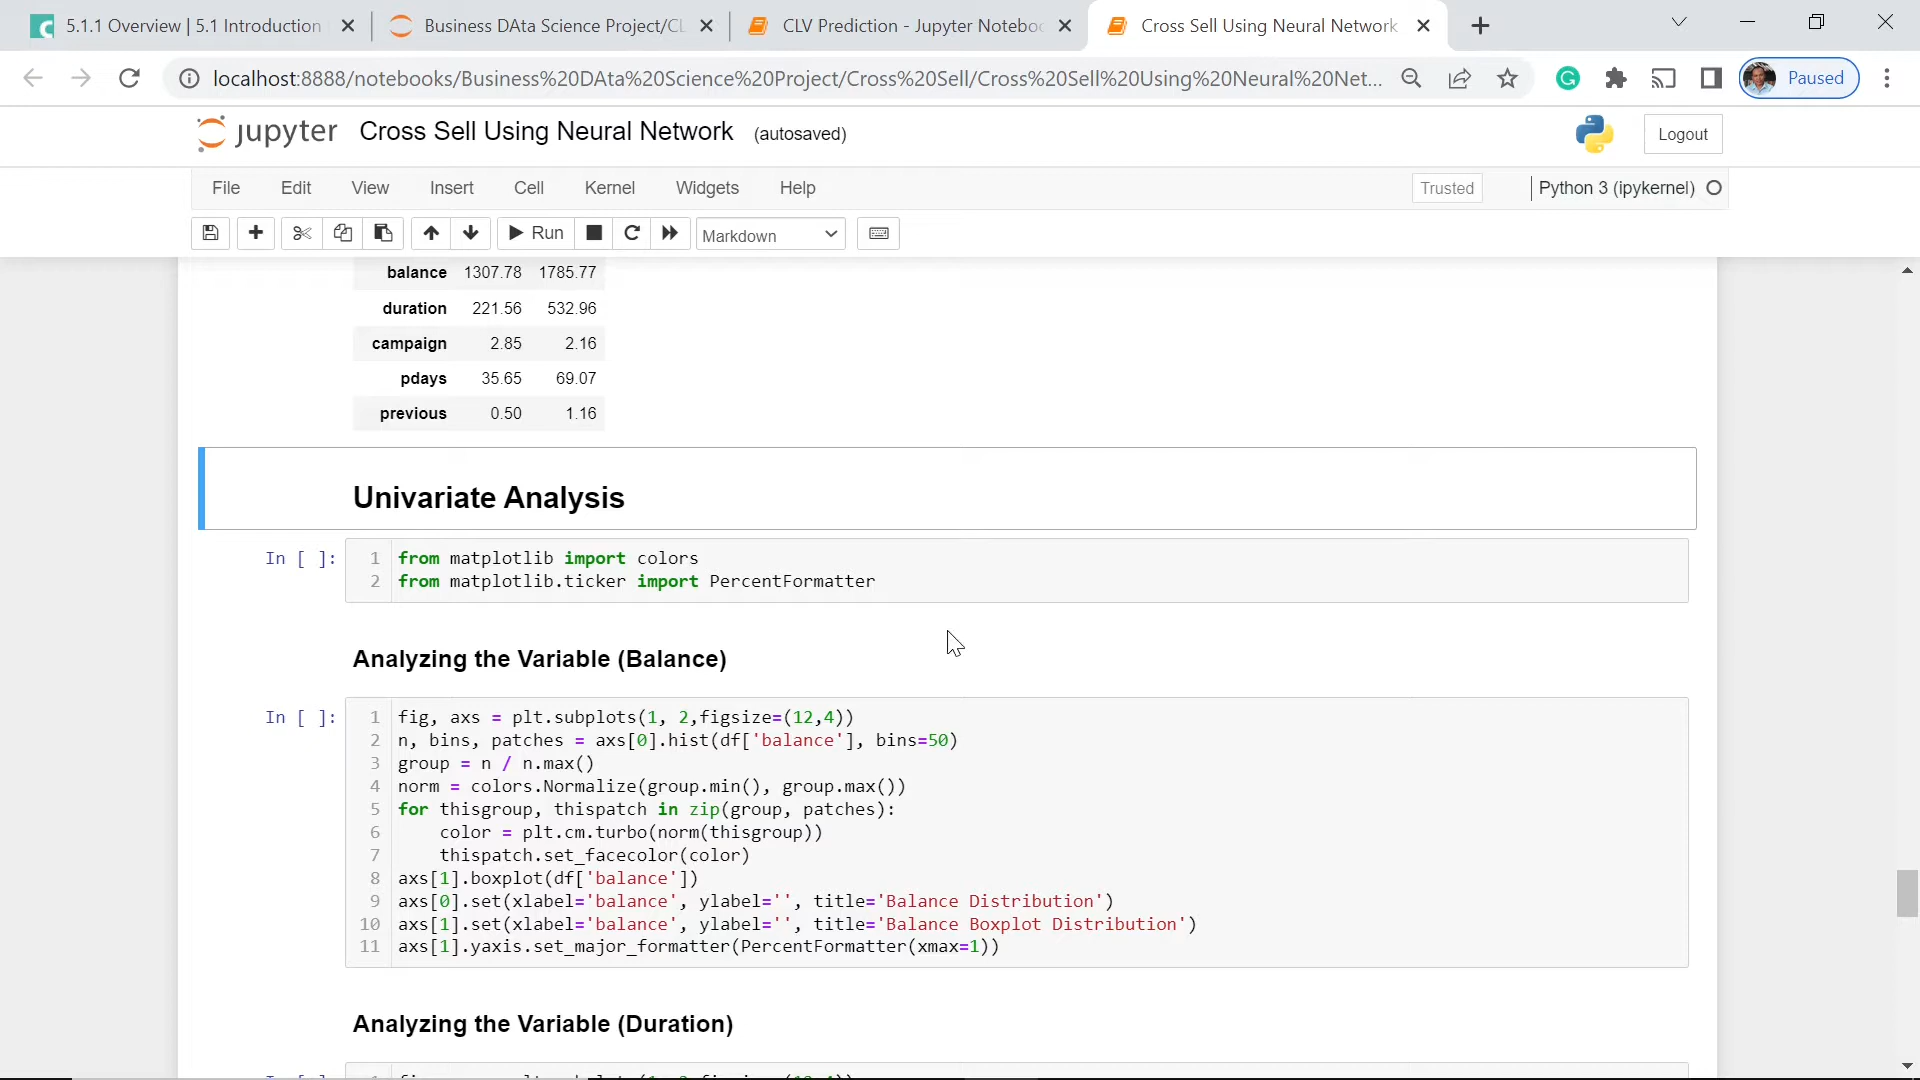 5.1.1 Overview | 5.1 Introduction
Business DAta Science Project/CL
CLV Prediction - Jupyter Noteboo
Cross Sell Using Neural Network
localhost:8888/notebooks/Business%20DAta%20Science%20Project/Cross%20Sell/Cross%20Sell%20Using%20Neural%20Net...
Paused
jupyter Cross Sell Using Neural Network (autosaved)
Logout
File Edit View Insert Cell Kernel Widgets Help
Trusted
Python 3 (ipykernel)
Run
Markdown
balance 1307.78 1785.77
duration 221.56 532.96
campaign 2.85 2.16
pdays 35.65 69.07
previous 0.50 1.16
Univariate Analysis
In [ ]:
1 from matplotlib import colors
2 from matplotlib.ticker import PercentFormatter
Analyzing the Variable (Balance)
In [ ]:
1 fig, axs = plt.subplots(1, 2,figsize=(12,4))
2 n, bins, patches = axs[0].hist(df['balance'], bins=50)
3 group = n / n.max()
4 norm = colors.Normalize(group.min(), group.max())
5 for thisgroup, thispatch in zip(group, patches):
6     color = plt.cm.turbo(norm(thisgroup))
7     thispatch.set_facecolor(color)
8 axs[1].boxplot(df['balance'])
9 axs[0].set(xlabel='balance', ylabel='', title='Balance Distribution')
10 axs[1].set(xlabel='balance', ylabel='', title='Balance Boxplot Distribution')
11 axs[1].yaxis.set_major_formatter(PercentFormatter(xmax=1))
Analyzing the Variable (Duration)